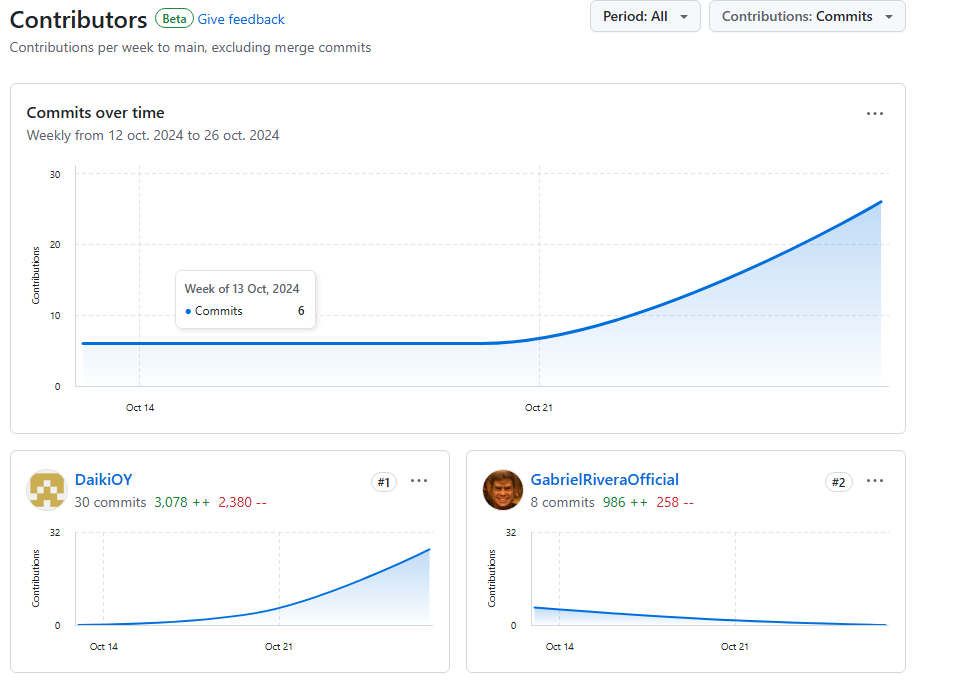 Contributors Beta Give feedback
Period: All
Contributions: Commits
Contributions per week to main, excluding merge commits
Commits over time
Weekly from 12 oct. 2024 to 26 oct. 2024
30
20
10
0
Contributions
Week of 13 Oct, 2024
Commits 6
Oct 14
Oct 21
DaikiOY
#1
30 commits 3,078 ++ 2,380 --
32
0
Contributions
Oct 14
Oct 21
GabrielRiveraOfficial
#2
8 commits 986 ++ 258 --
32
0
Contributions
Oct 14
Oct 21